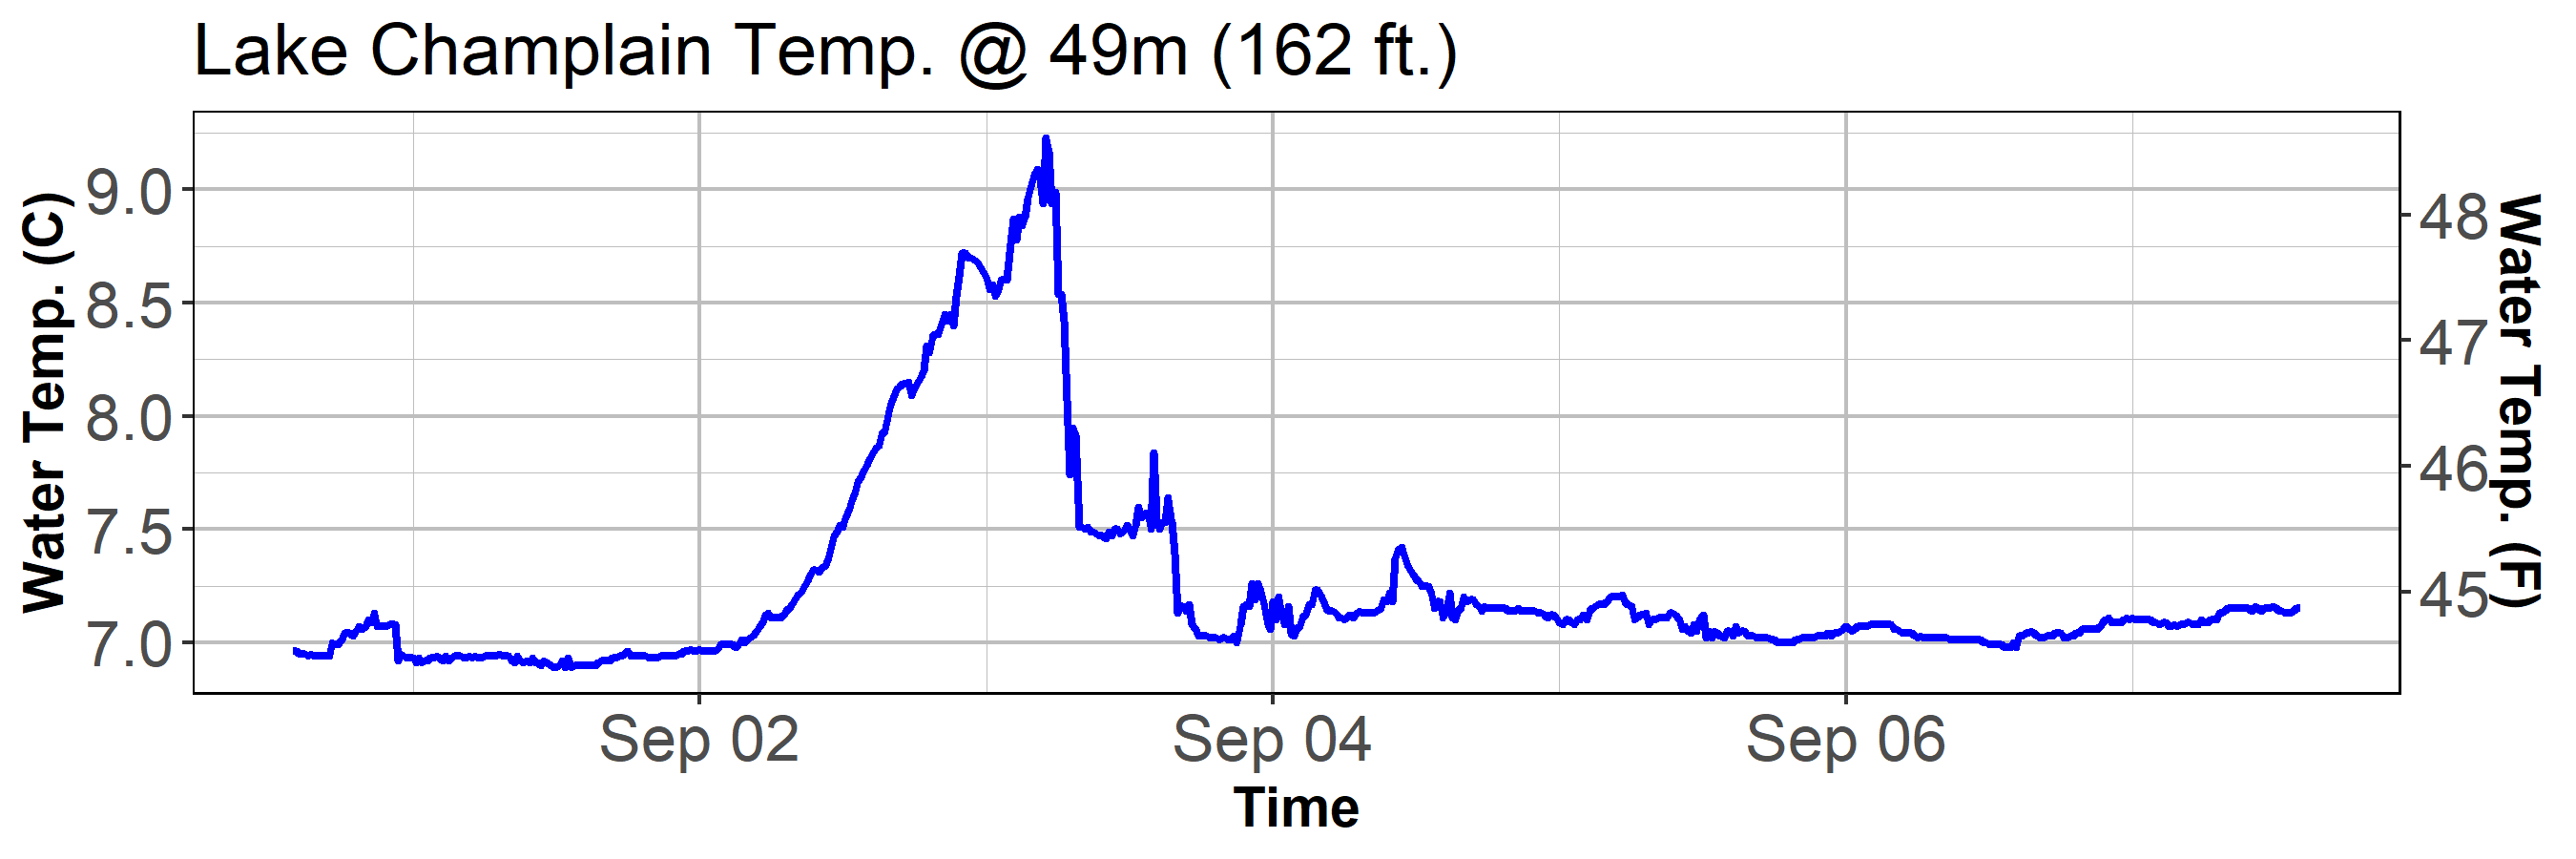 Lake Champlain Temp. @ 49m (162 ft.)
Water Temp. (C)
9.0
8.5
8.0
7.5
7.0
48
47
46
45
Water Temp. (F)
Sep 02 Sep 04 Sep 06
Time